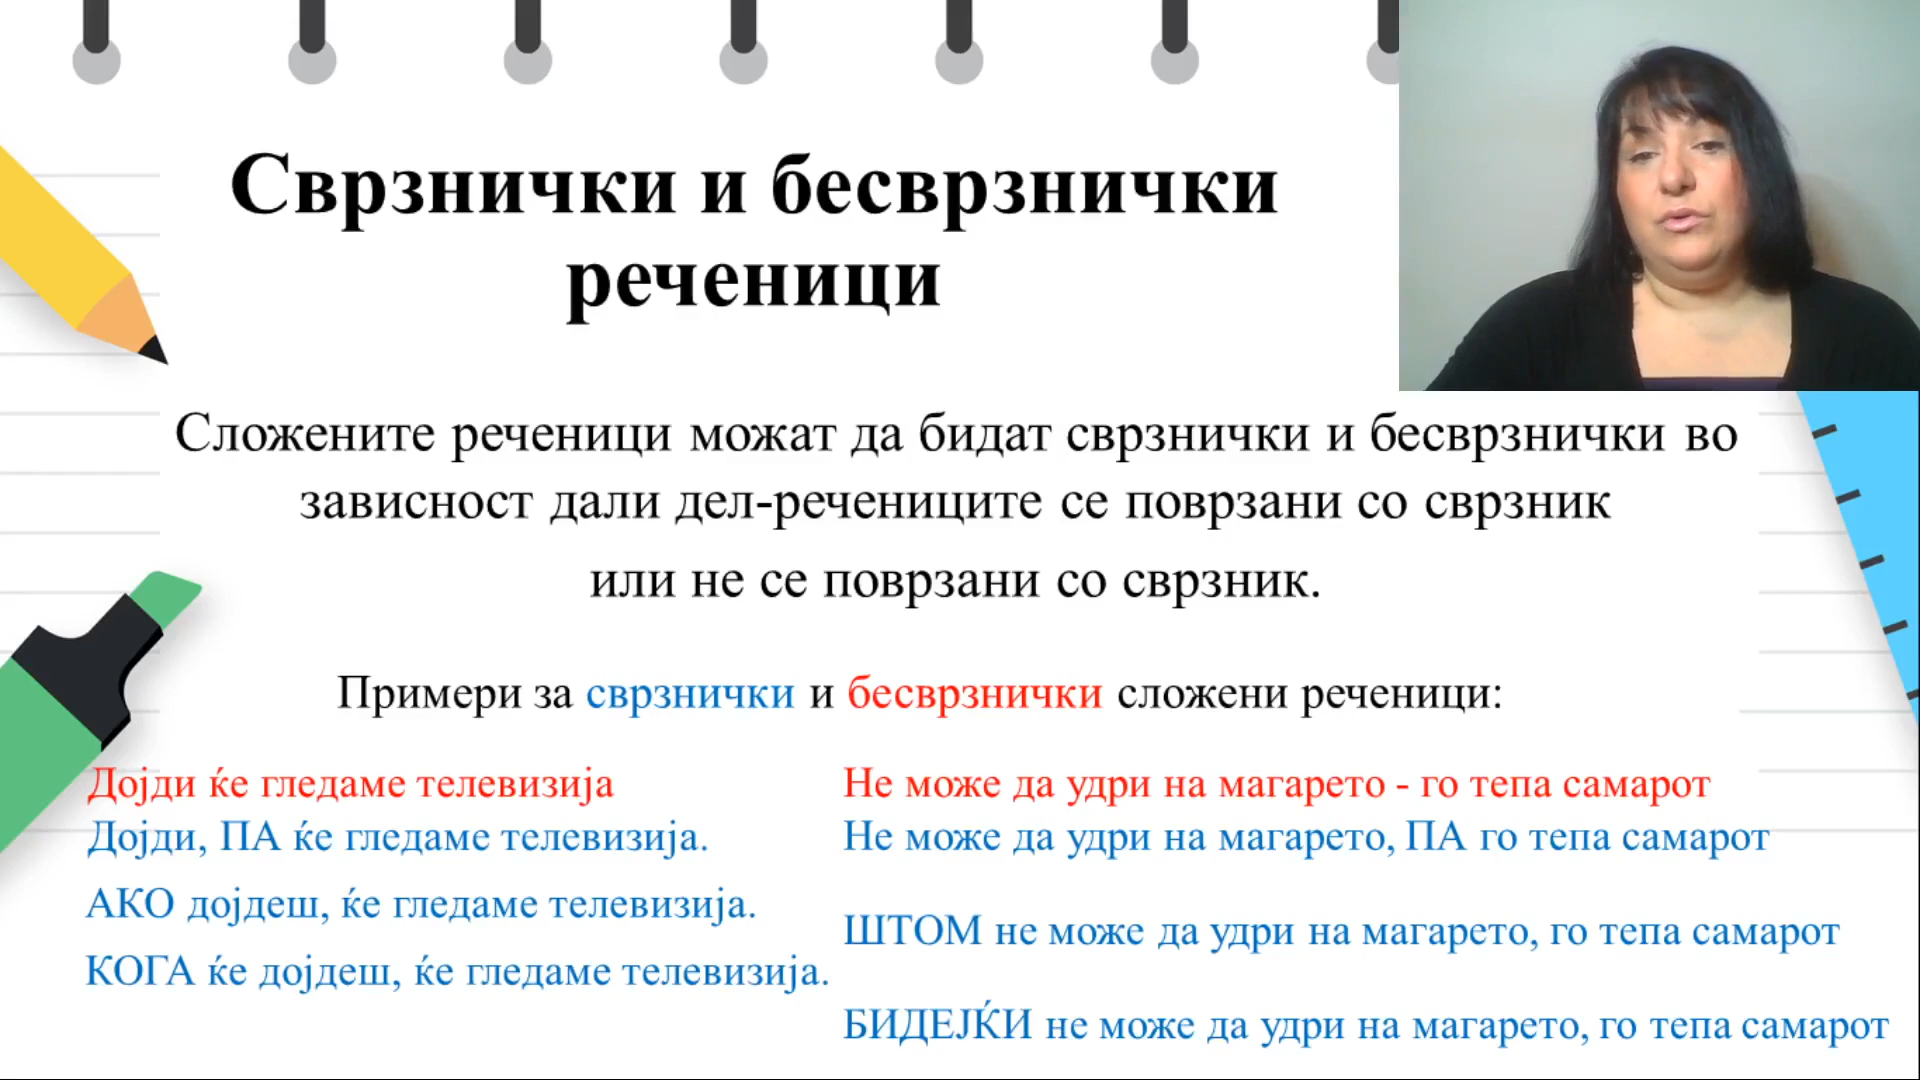 Сврзнички и бесврзнички
реченици
Сложените реченици можат да бидат сврзнички и бесврзнички во
зависност дали дел-речениците се поврзани со сврзник
или не се поврзани со сврзник.
Примери за сврзнички и бесврзнички сложени реченици:
Дојди ќе гледаме телевизија
Дојди, ПА ќе гледаме телевизија.
АКО дојдеш, ќе гледаме телевизија.
КОГА ќе дојдеш, ќе гледаме телевизија.
Не може да удри на магарето - го тепа самарот
Не може да удри на магарето, ПА го тепа самарот
ШТОМ не може да удри на магарето, го тепа самарот
БИДЕЈЌИ не може да удри на магарето, го тепа самарот